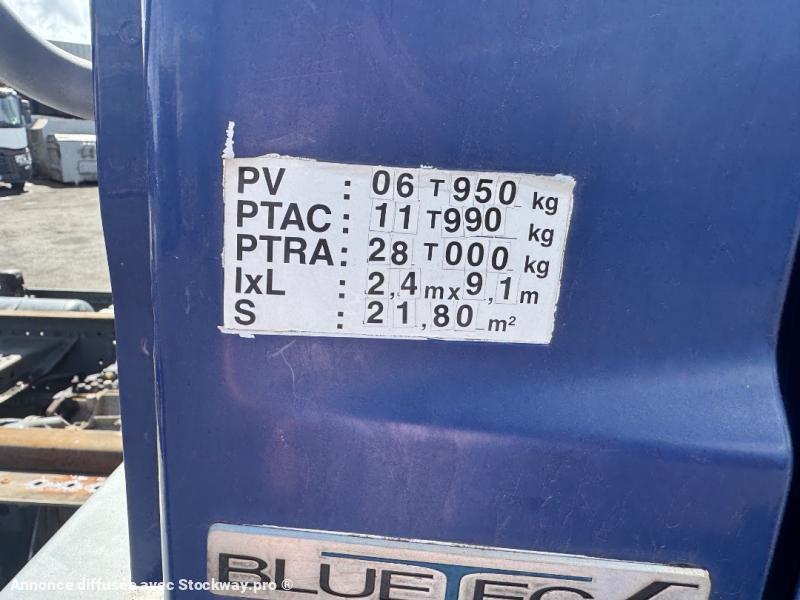 PV : 06 T 950 kg
PTAC : 11 T 990 kg
PTRA : 28 T 000 kg
IxL : 2,4 m x 9,1 m
S : 21,80 m²
BLUETEC
Annonce diffusée avec Stockway.pro ®